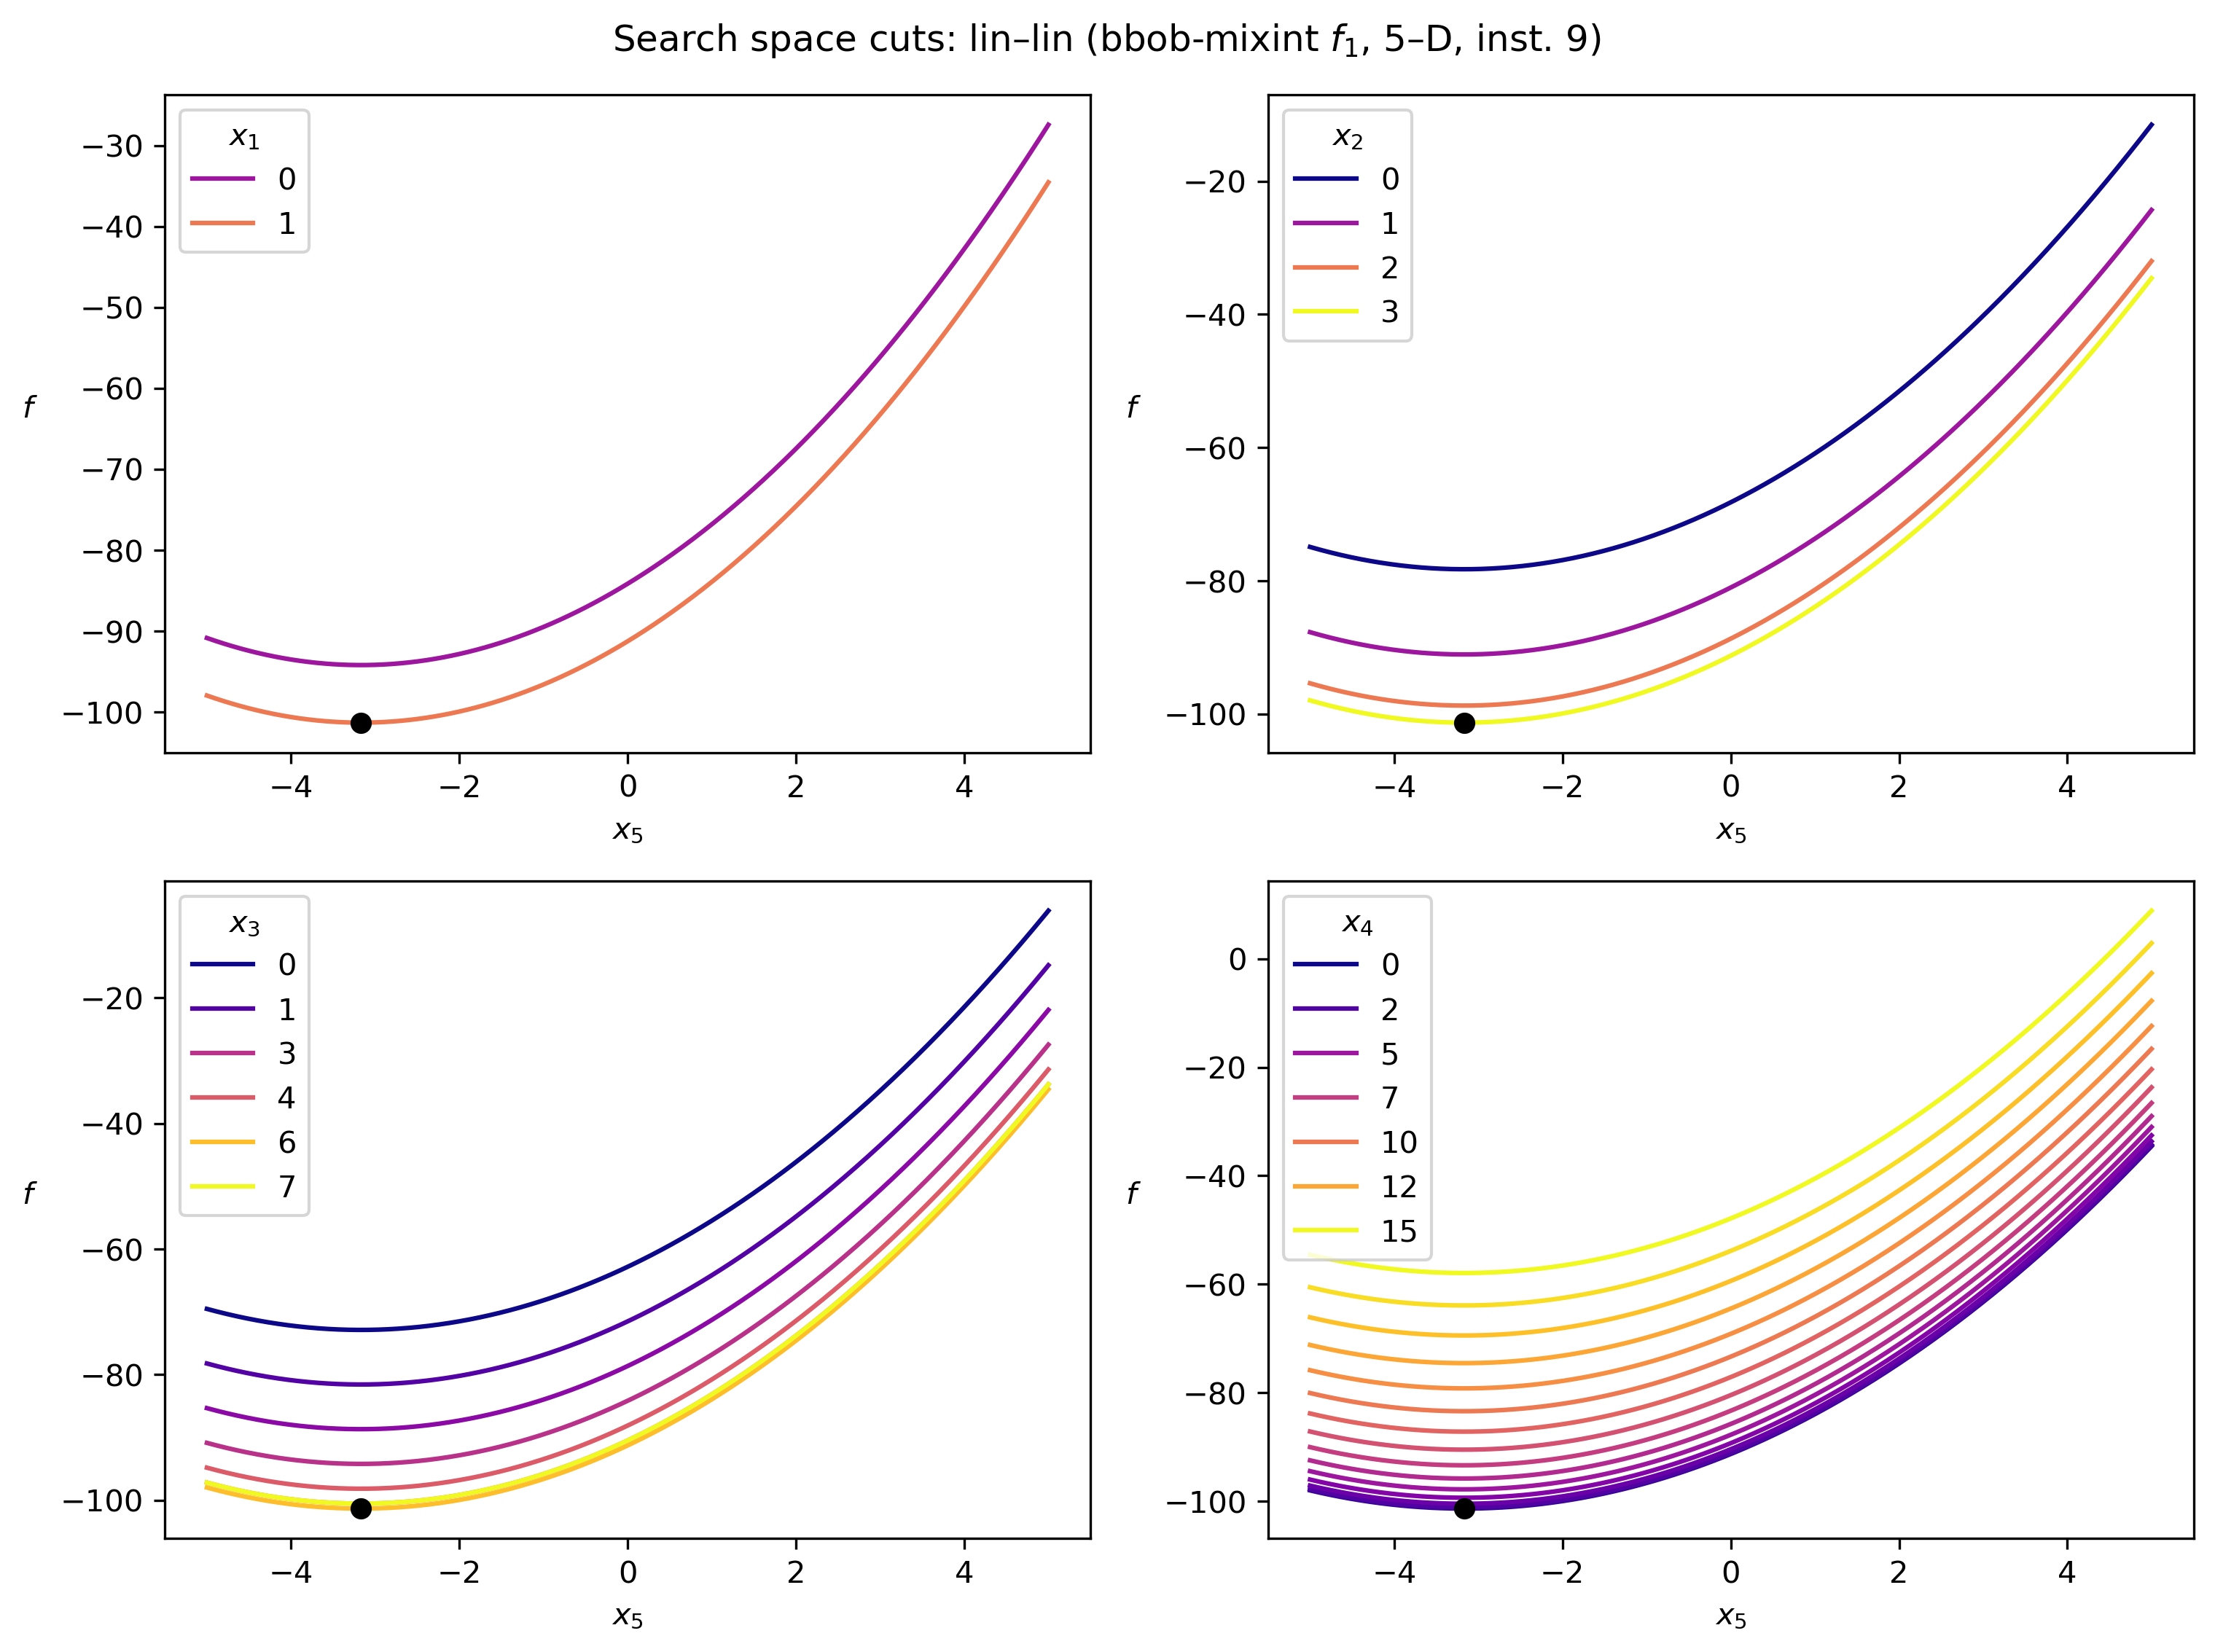 Search space cuts: lin–lin (bbob-mixint f₁, 5–D, inst. 9)
x₁
0
1
−30
−40
−50
−60
−70
−80
−90
−100
f
−4 −2 0 2 4
x₅
x₂
0
1
2
3
−20
−40
−60
−80
−100
f
−4 −2 0 2 4
x₅
x₃
0
1
3
4
6
7
−20
−40
−60
−80
−100
f
−4 −2 0 2 4
x₅
x₄
0
2
5
7
10
12
15
0
−20
−40
−60
−80
−100
f
−4 −2 0 2 4
x₅